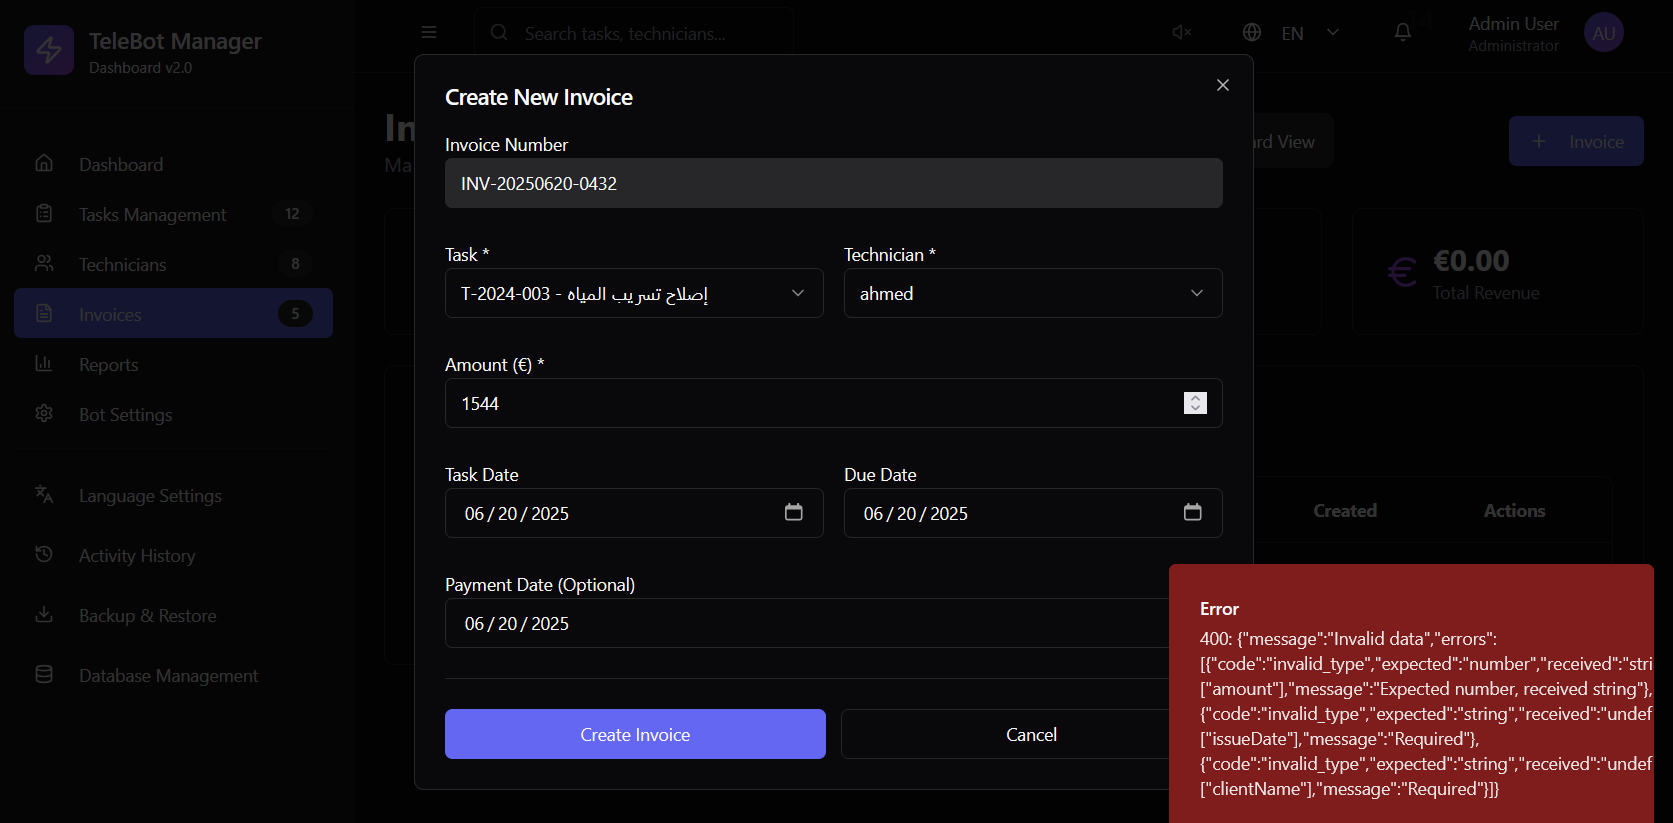 TeleBot Manager
Dashboard v2.0
Search tasks, technicians...
EN
Admin User
Administrator
AU
Dashboard
Tasks Management
12
Technicians
8
Invoices
5
Reports
Bot Settings
Language Settings
Activity History
Backup & Restore
Database Management
In
Ma
rd View
+ Invoice
€0.00
Total Revenue
Created
Actions
Create New Invoice
Invoice Number
INV-20250620-0432
Task *
Technician *
T-2024-003 - إصلاح تسريب المياه
ahmed
Amount (€) *
1544
Task Date
Due Date
06/20/2025
06/20/2025
Payment Date (Optional)
06/20/2025
Create Invoice
Cancel
Error
400: {"message":"Invalid data","errors":
[{"code":"invalid_type","expected":"number","received":"stri
["amount"],"message":"Expected number, received string"},
{"code":"invalid_type","expected":"string","received":"undef
["issueDate"],"message":"Required"},
{"code":"invalid_type","expected":"string","received":"undef
["clientName"],"message":"Required"}]}